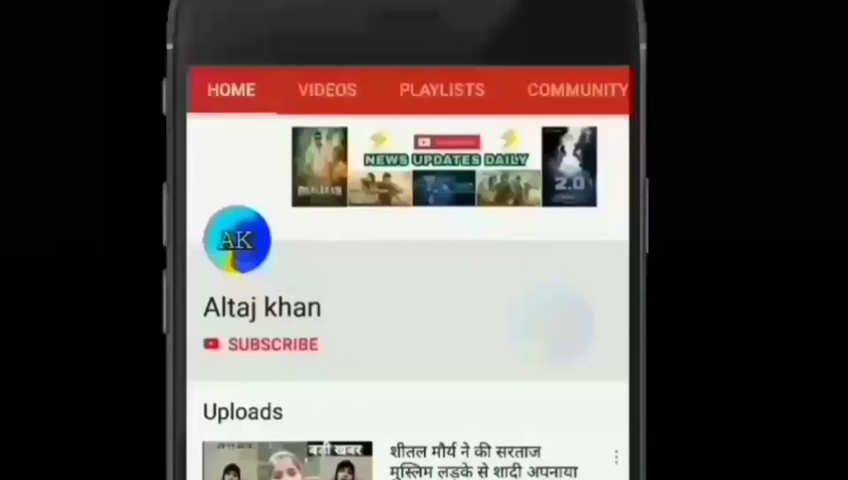 HOME VIDEOS PLAYLISTS COMMUNITY
NEWS UPDATES DAILY
2.0
AK
Altaj khan
SUBSCRIBE
Uploads
बड़ी खबर
शीतल मौर्य ने की सरताज
मुस्लिम लड़के से शादी अपनाया